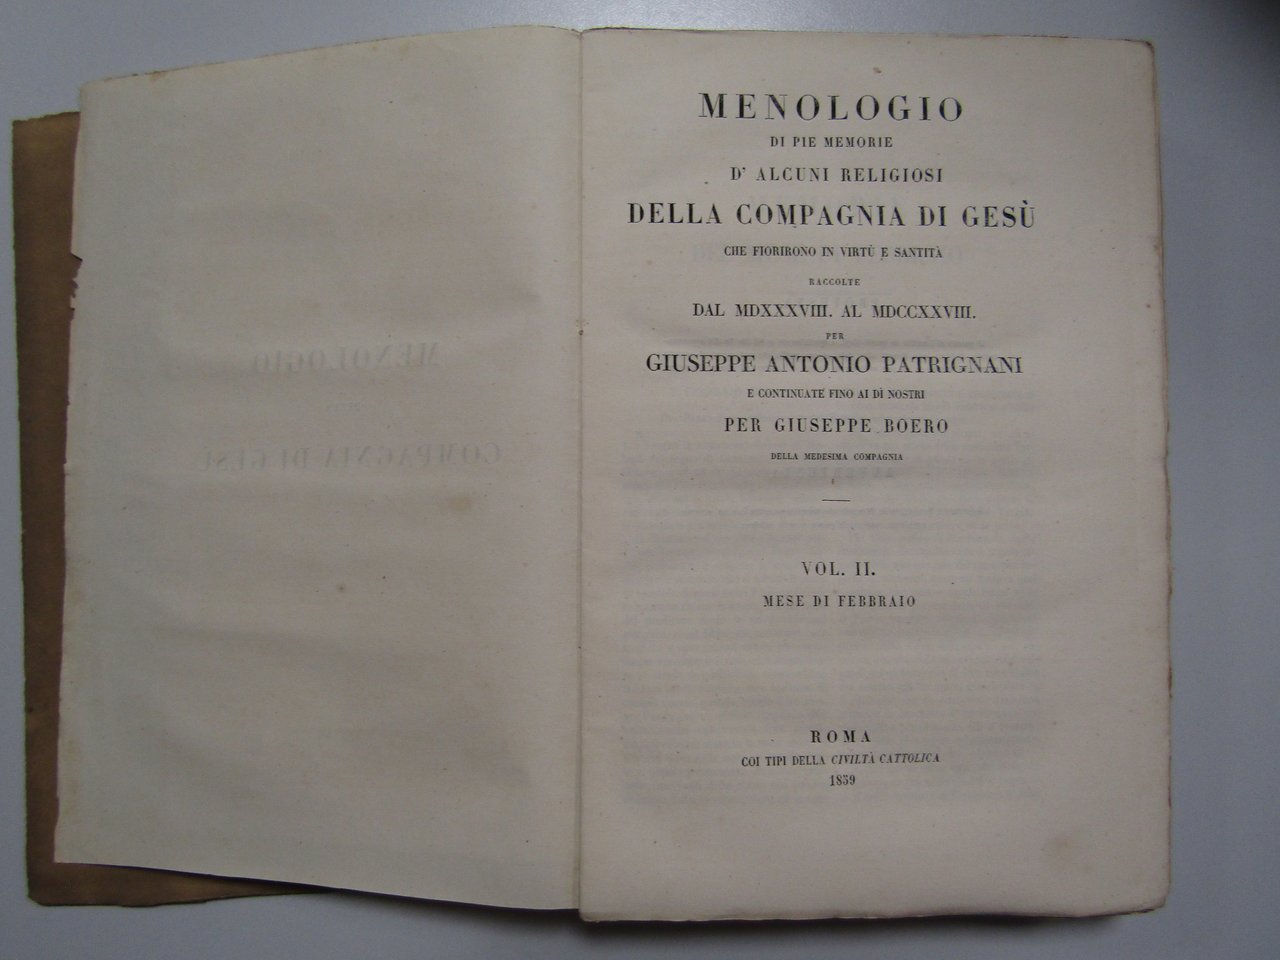 MENOLOGIO
DI PIE MEMORIE
D' ALCUNI RELIGIOSI
DELLA COMPAGNIA DI GESÙ
CHE FIORIRONO IN VIRTÙ E SANTITÀ
RACCOLTE
DAL MDXXXVIII. AL MDCCXXVIII.
PER
GIUSEPPE ANTONIO PATRIGNANI
E CONTINUATE FINO AI DÌ NOSTRI
PER GIUSEPPE BOERO
DELLA MEDESIMA COMPAGNIA
VOL. II.
MESE DI FEBBRAIO
ROMA
COI TIPI DELLA CIVILTÀ CATTOLICA
1859